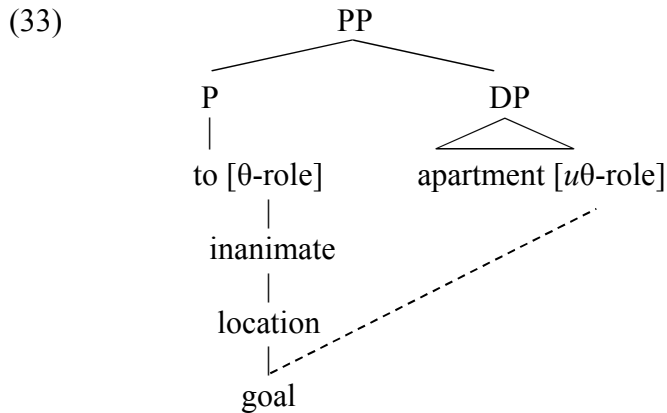 (33) PP
P DP
to [θ-role] apartment [uθ-role]
inanimate
location
goal